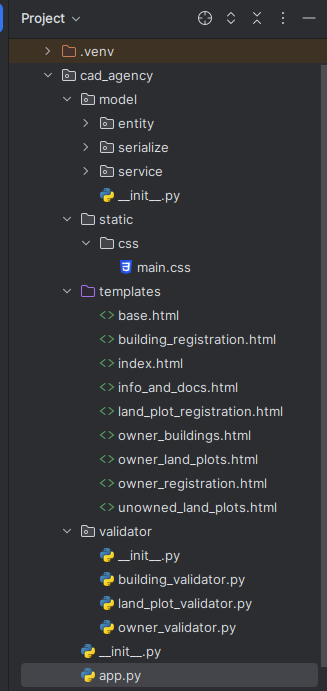 Project
.venv
cad_agency
model
entity
serialize
service
__init__.py
static
css
main.css
templates
base.html
building_registration.html
index.html
info_and_docs.html
land_plot_registration.html
owner_buildings.html
owner_land_plots.html
owner_registration.html
unowned_land_plots.html
validator
__init__.py
building_validator.py
land_plot_validator.py
owner_validator.py
__init__.py
app.py